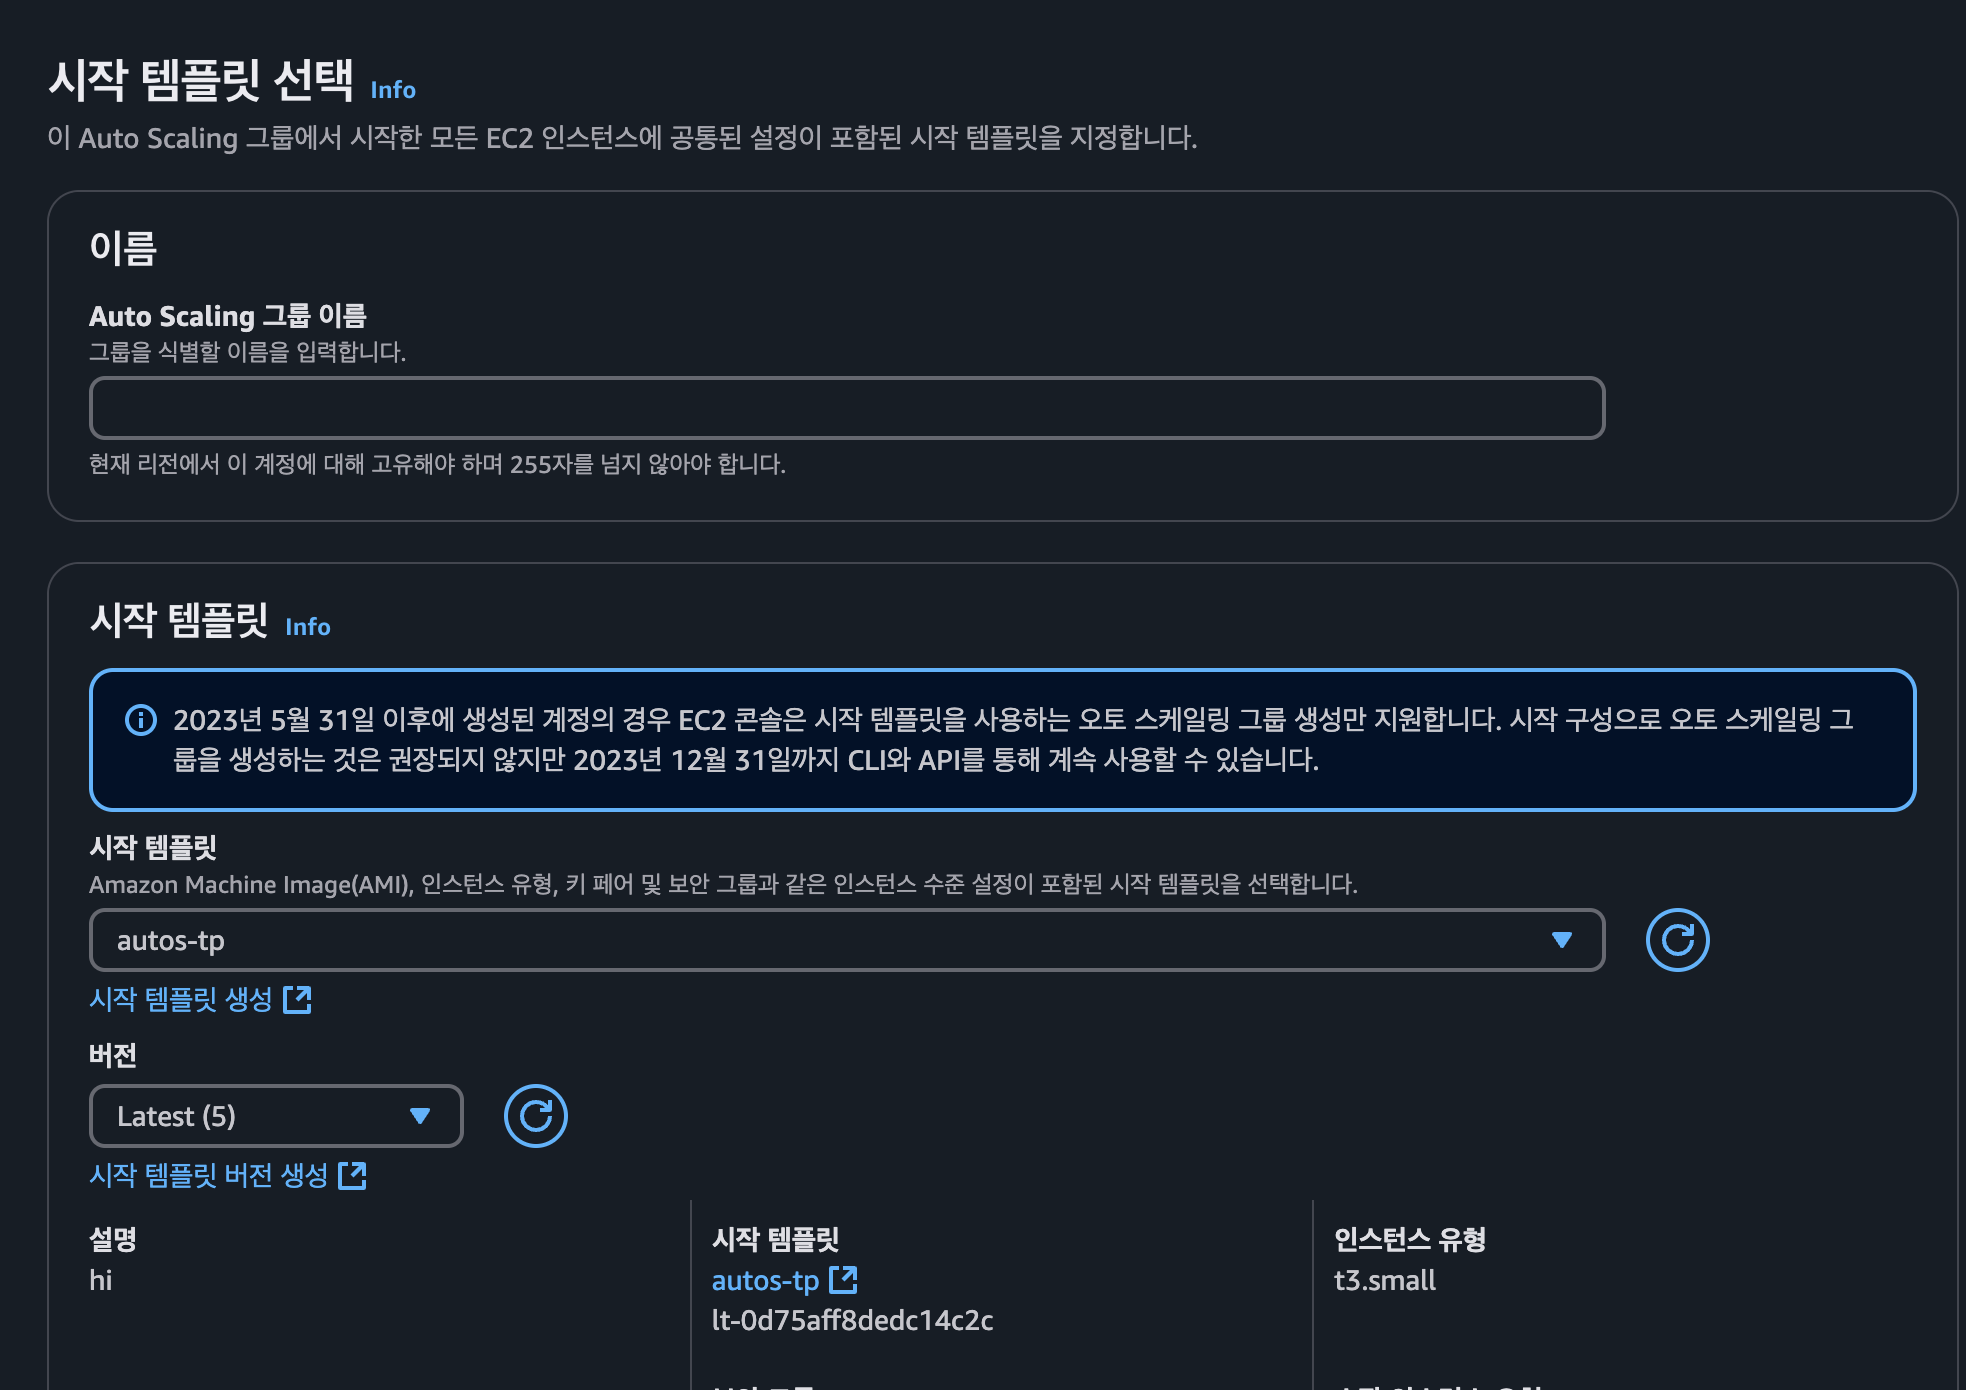 시작 템플릿 선택 Info
이 Auto Scaling 그룹에서 시작한 모든 EC2 인스턴스에 공통된 설정이 포함된 시작 템플릿을 지정합니다.
이름
Auto Scaling 그룹 이름
그룹을 식별할 이름을 입력합니다.
현재 리전에서 이 계정에 대해 고유해야 하며 255자를 넘지 않아야 합니다.
시작 템플릿 Info
2023년 5월 31일 이후에 생성된 계정의 경우 EC2 콘솔은 시작 템플릿을 사용하는 오토 스케일링 그룹 생성만 지원합니다. 시작 구성으로 오토 스케일링 그
룹을 생성하는 것은 권장되지 않지만 2023년 12월 31일까지 CLI와 API를 통해 계속 사용할 수 있습니다.
시작 템플릿
Amazon Machine Image(AMI), 인스턴스 유형, 키 페어 및 보안 그룹과 같은 인스턴스 수준 설정이 포함된 시작 템플릿을 선택합니다.
autos-tp
시작 템플릿 생성
버전
Latest (5)
시작 템플릿 버전 생성
설명
hi
시작 템플릿
autos-tp
lt-0d75aff8dedc14c2c
인스턴스 유형
t3.small